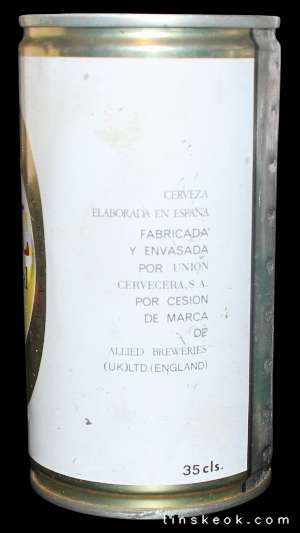 CERVEZA
ELABORADA EN ESPAÑA
FABRICADA
Y ENVASADA
POR UNION
CERVECERA, S.A.
POR CESION
DE MARCA
DE
ALLIED BREWERIES
(UK)LTD.(ENGLAND)
35 cls.
tinskeok.com